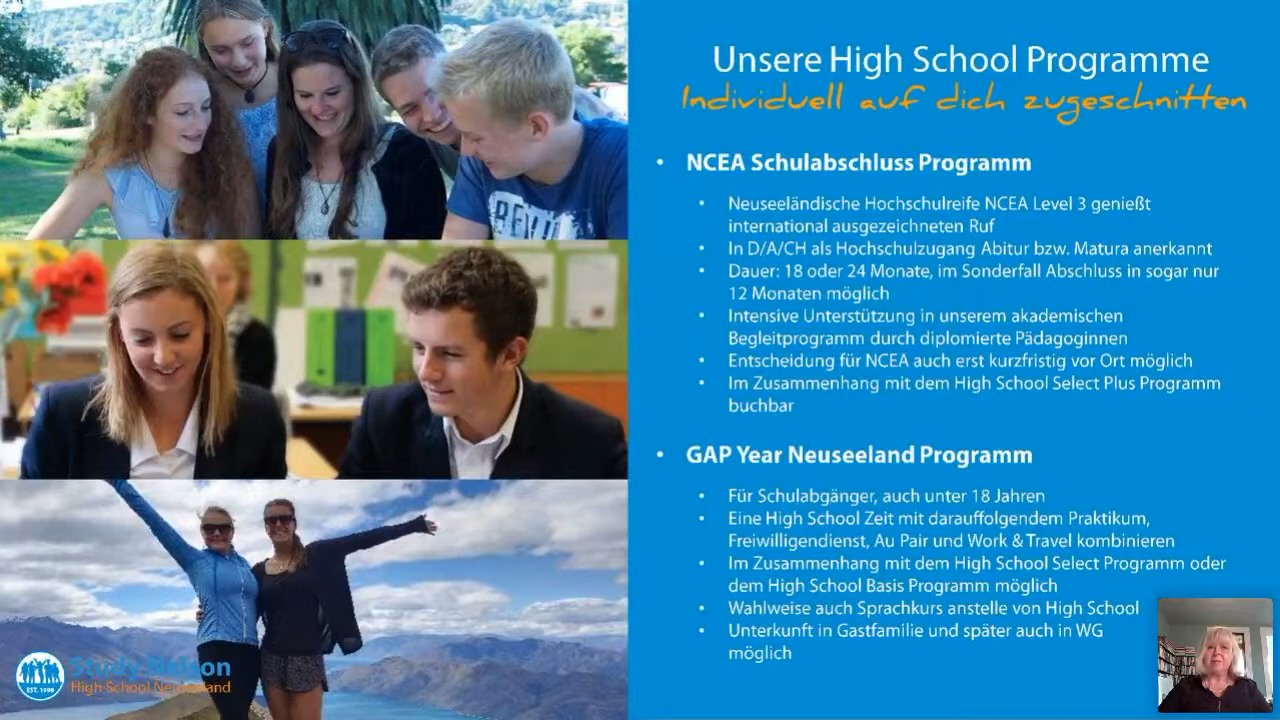 Unsere High School Programme
Individuell auf dich zugeschnitten
• NCEA Schulabschluss Programm
• Neuseeländische Hochschulreife NCEA Level 3 genießt
international ausgezeichneten Ruf
• In D/A/CH als Hochschulzugang Abitur bzw. Matura anerkannt
• Dauer: 18 oder 24 Monate, im Sonderfall Abschluss in sogar nur
12 Monaten möglich
• Intensive Unterstützung in unserem akademischen
Begleitprogramm durch diplomierte Pädagoginnen
• Entscheidung für NCEA auch erst kurzfristig vor Ort möglich
• Im Zusammenhang mit dem High School Select Plus Programm
buchbar
• GAP Year Neuseeland Programm
• Für Schulabgänger, auch unter 18 Jahren
• Eine High School Zeit mit darauffolgendem Praktikum,
Freiwilligendienst, Au Pair und Work & Travel kombinieren
• Im Zusammenhang mit dem High School Select Programm oder
dem High School Basis Programm möglich
• Wahlweise auch Sprachkurs anstelle von High School
• Unterkunft in Gastfamilie und später auch in WG
möglich
Study Nelson
High School Neuseeland
EST. 1998